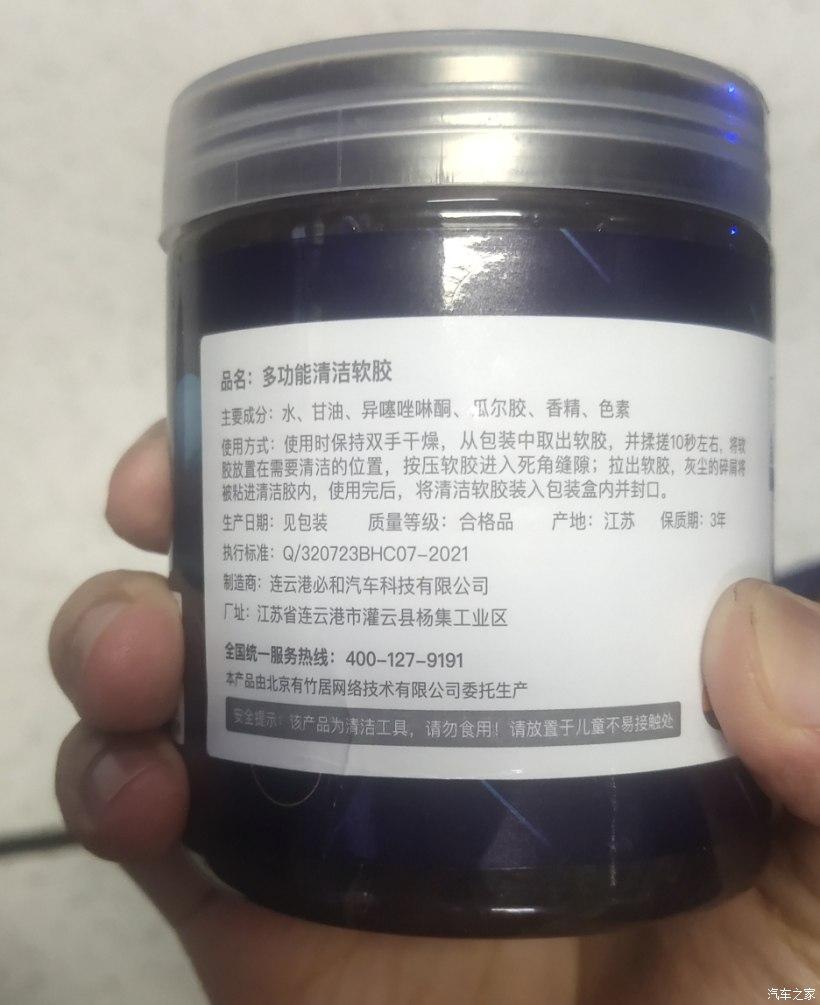 品名：多功能清洁软胶
主要成分：水、甘油、异噻唑啉酮、瓜尔胶、香精、色素
使用方式：使用时保持双手干燥，从包装中取出软胶，并揉搓10秒左右，将软
胶放置在需要清洁的位置，按压软胶进入死角缝隙；拉出软胶，灰尘的碎屑将
被粘进清洁胶内，使用完后，将清洁软胶装入包装盒内并封口。
生产日期：见包装 质量等级：合格品 产地：江苏 保质期：3年
执行标准：Q/320723BHC07-2021
制造商：连云港必和汽车科技有限公司
厂址：江苏省连云港市灌云县杨集工业区
全国统一服务热线：400-127-9191
本产品由北京有竹居网络技术有限公司委托生产
安全提示：该产品为清洁工具，请勿食用！请放置于儿童不易接触处
汽车之家